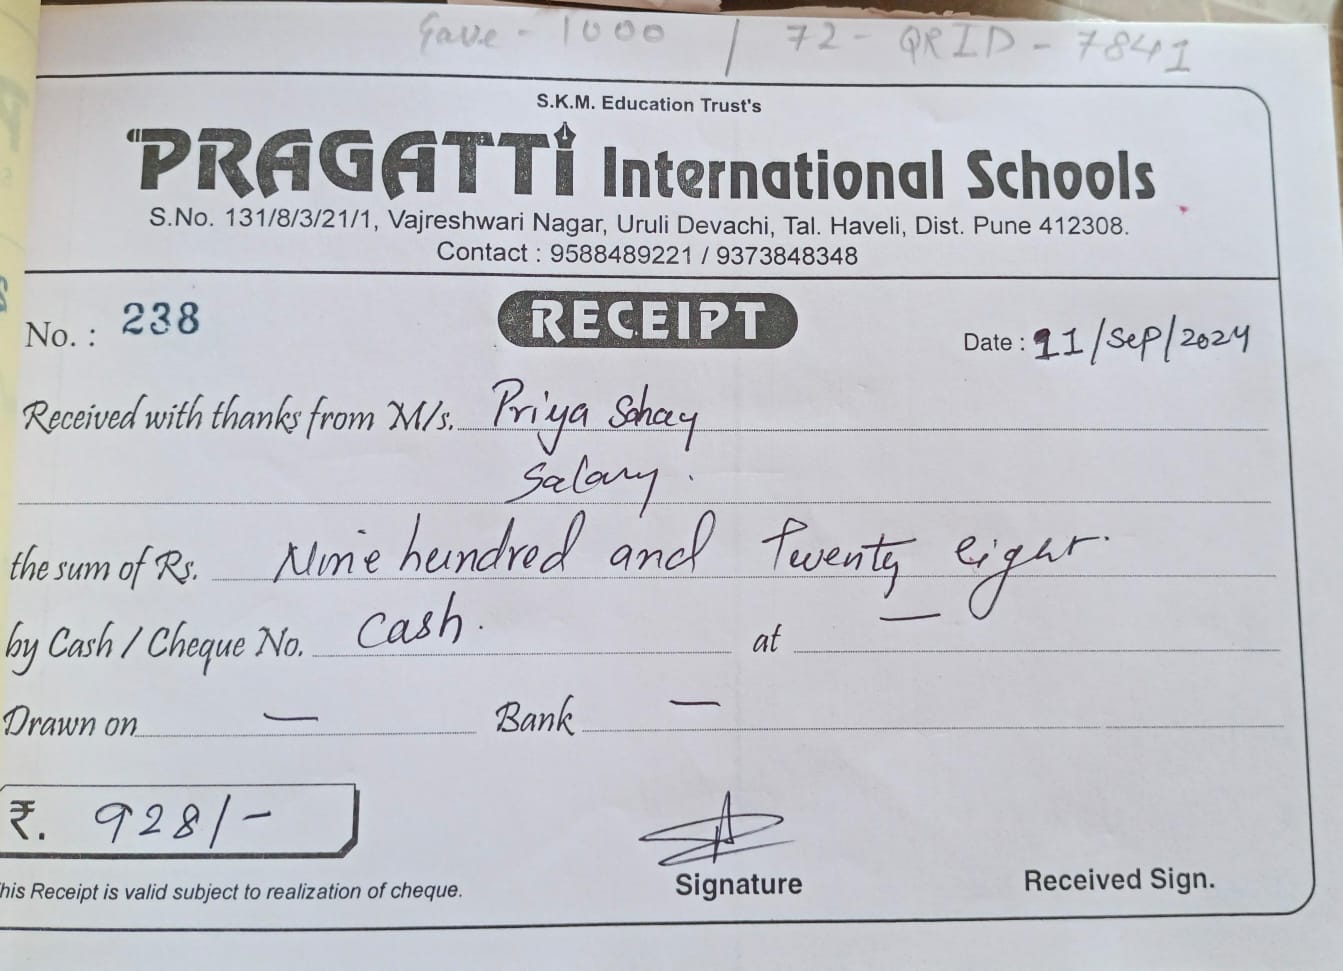 Gave - 1000 / 72 - QRID - 7841
S.K.M. Education Trust's
"PRAGATTI International Schools
S.No. 131/8/3/21/1, Vajreshwari Nagar, Uruli Devachi, Tal. Haveli, Dist. Pune 412308.
Contact : 9588489221 / 9373848348
No. : 238 RECEIPT Date : 11/Sep/2024
Received with thanks from M/s. Priya Sahay
Salary.
the sum of Rs. Nine hundred and Twenty eight.
by Cash / Cheque No. Cash. at —
Drawn on — Bank —
₹. 928/-
Signature Received Sign.
his Receipt is valid subject to realization of cheque.